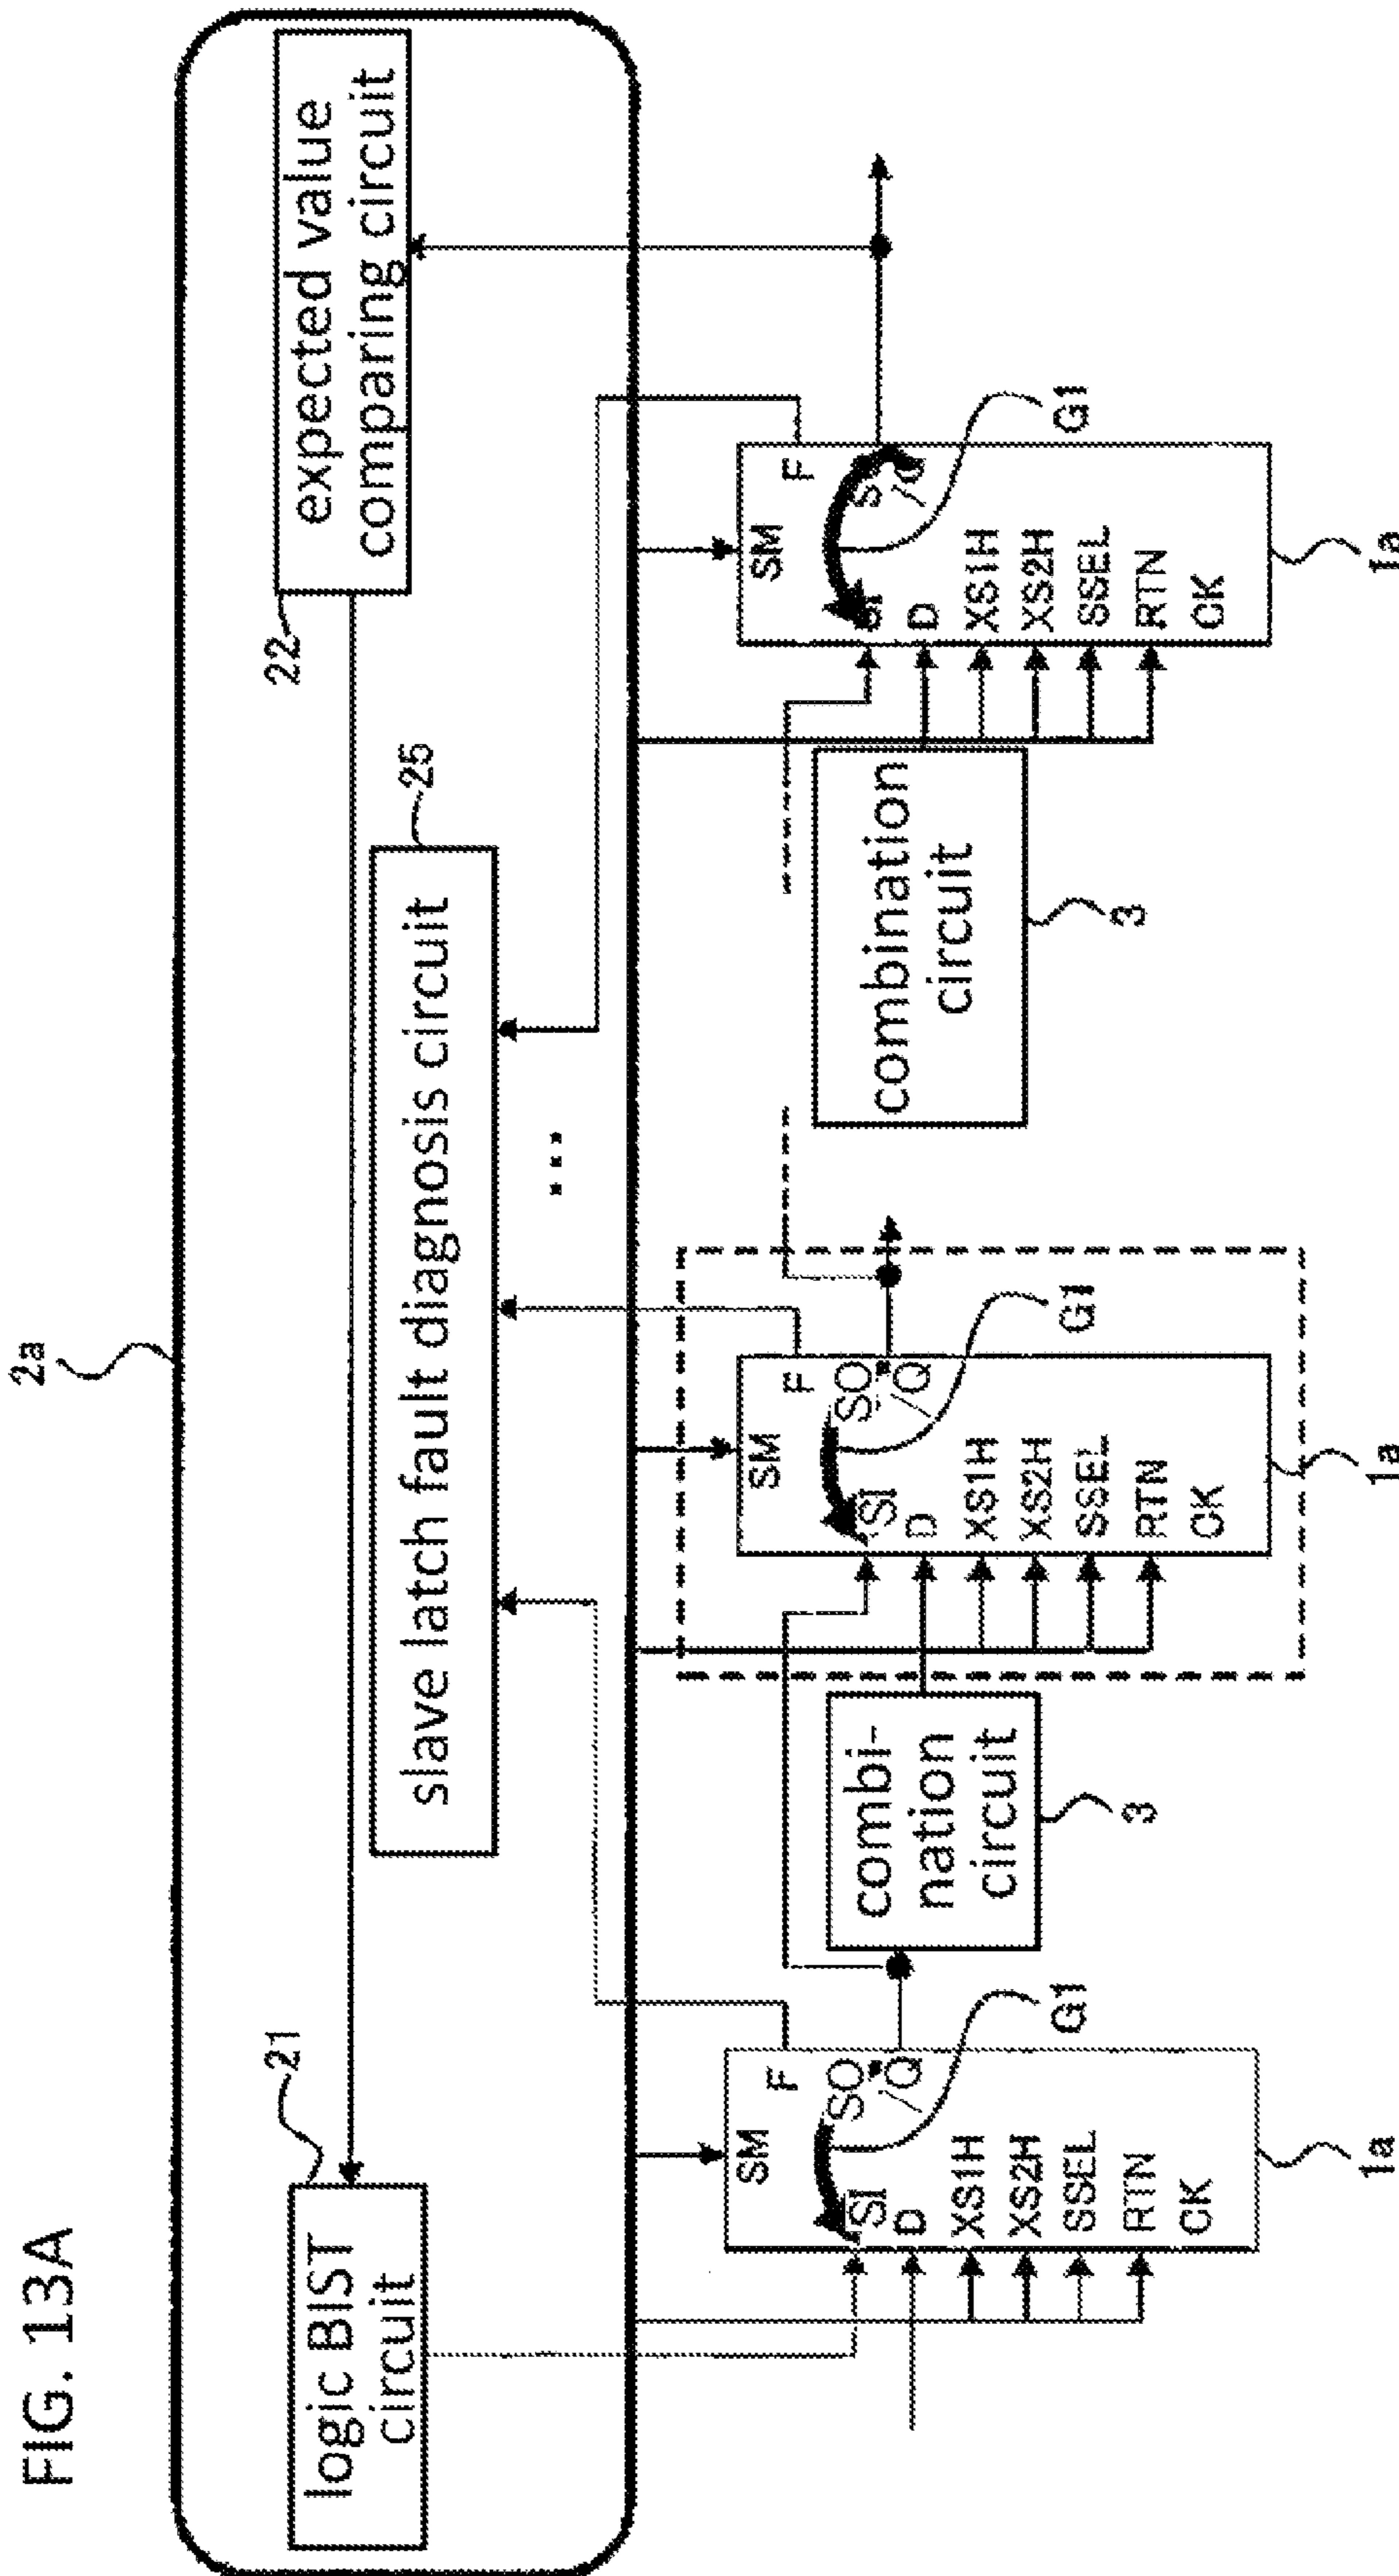 FIG. 13A
2a
logic BIST
circuit
21
slave latch fault diagnosis circuit
25
expected value
comparing circuit
22
...
SM
F
SI
SO
/Q
D
XS1H
XS2H
SSEL
RTN
CK
G1
1a
combi-
nation
circuit
3
SM
F
SI
SO
/Q
D
XS1H
XS2H
SSEL
RTN
CK
G1
1a
combination
circuit
3
SM
F
D
XS1H
XS2H
SSEL
RTN
CK
G1
1a